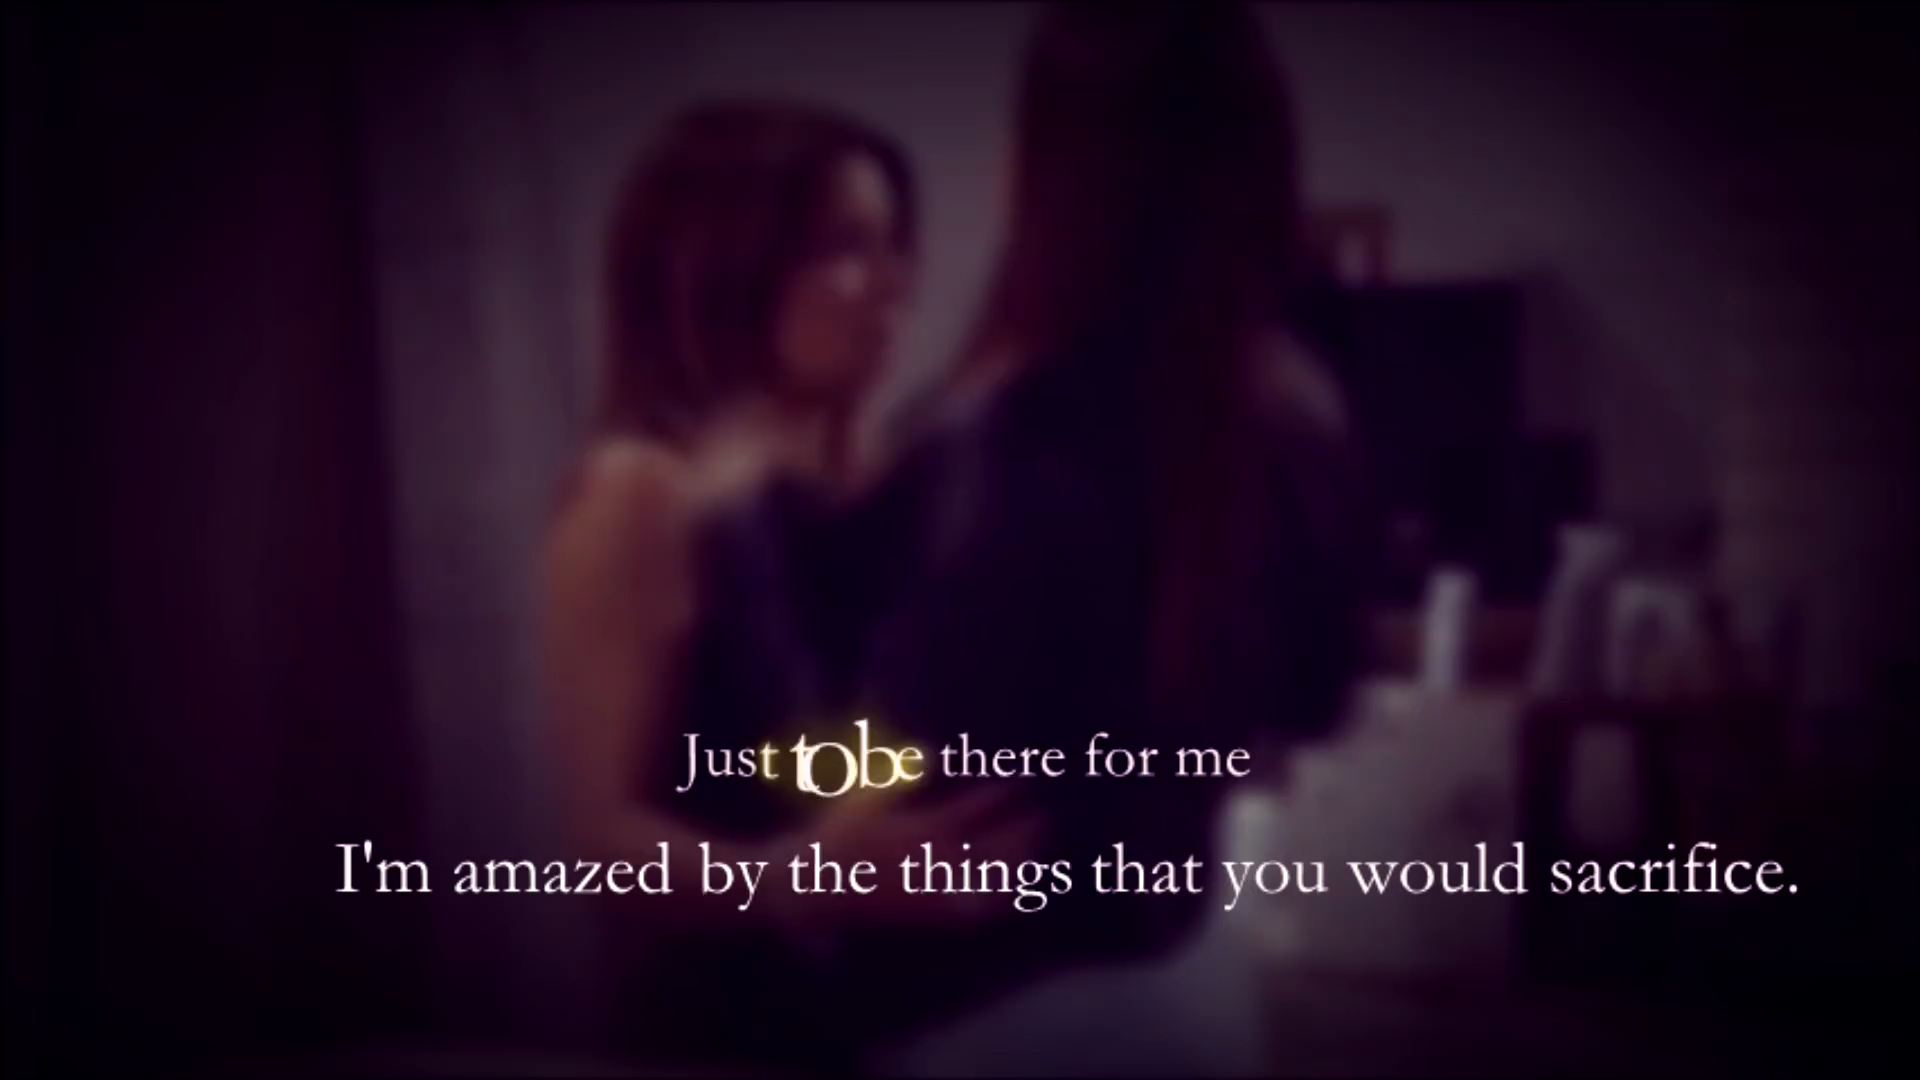 Just to be there for me
I'm amazed by the things that you would sacrifice.